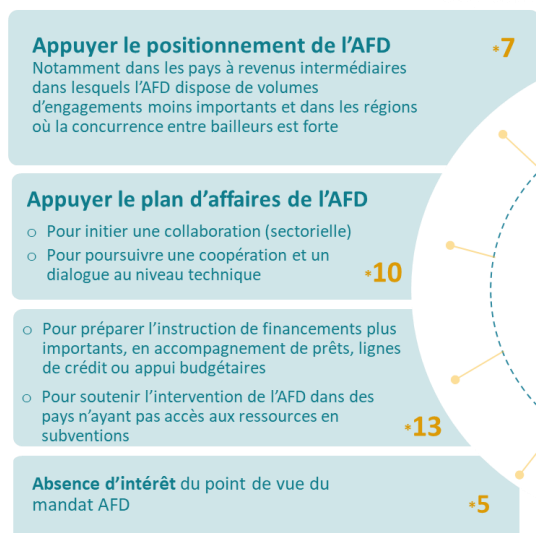 Appuyer le positionnement de l’AFD
*7
Notamment dans les pays à revenus intermédiaires
dans lesquels l’AFD dispose de volumes
d’engagements moins importants et dans les régions
où la concurrence entre bailleurs est forte
Appuyer le plan d’affaires de l’AFD
o Pour initier une collaboration (sectorielle)
o Pour poursuivre une coopération et un
dialogue au niveau technique
*10
o Pour préparer l’instruction de financements plus
importants, en accompagnement de prêts, lignes
de crédit ou appui budgétaires
o Pour soutenir l’intervention de l’AFD dans des
pays n’ayant pas accès aux ressources en
subventions
*13
Absence d’intérêt du point de vue du
mandat AFD
*5